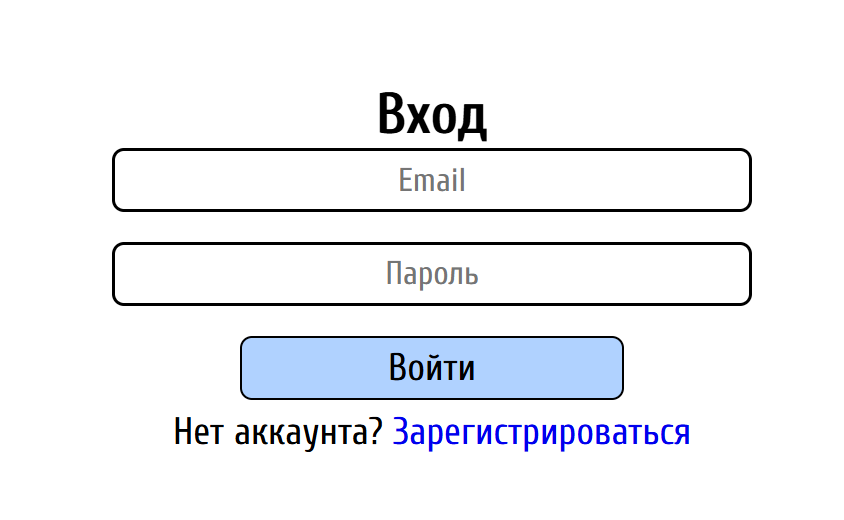 Вход
Email
Пароль
Войти
Нет аккаунта? Зарегистрироваться